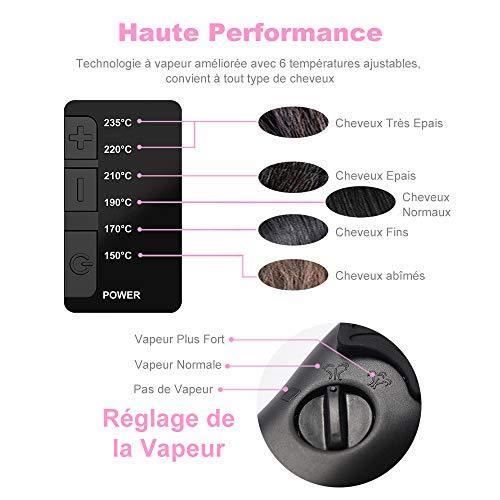 Haute Performance
Technologie à vapeur améliorée avec 6 températures ajustables,
convient à tout type de cheveux
235°C
220°C
210°C
190°C
170°C
150°C
POWER
Cheveux Très Epais
Cheveux Epais
Cheveux
Normaux
Cheveux Fins
Cheveux abîmés
Vapeur Plus Fort
Vapeur Normale
Pas de Vapeur
Réglage de
la Vapeur